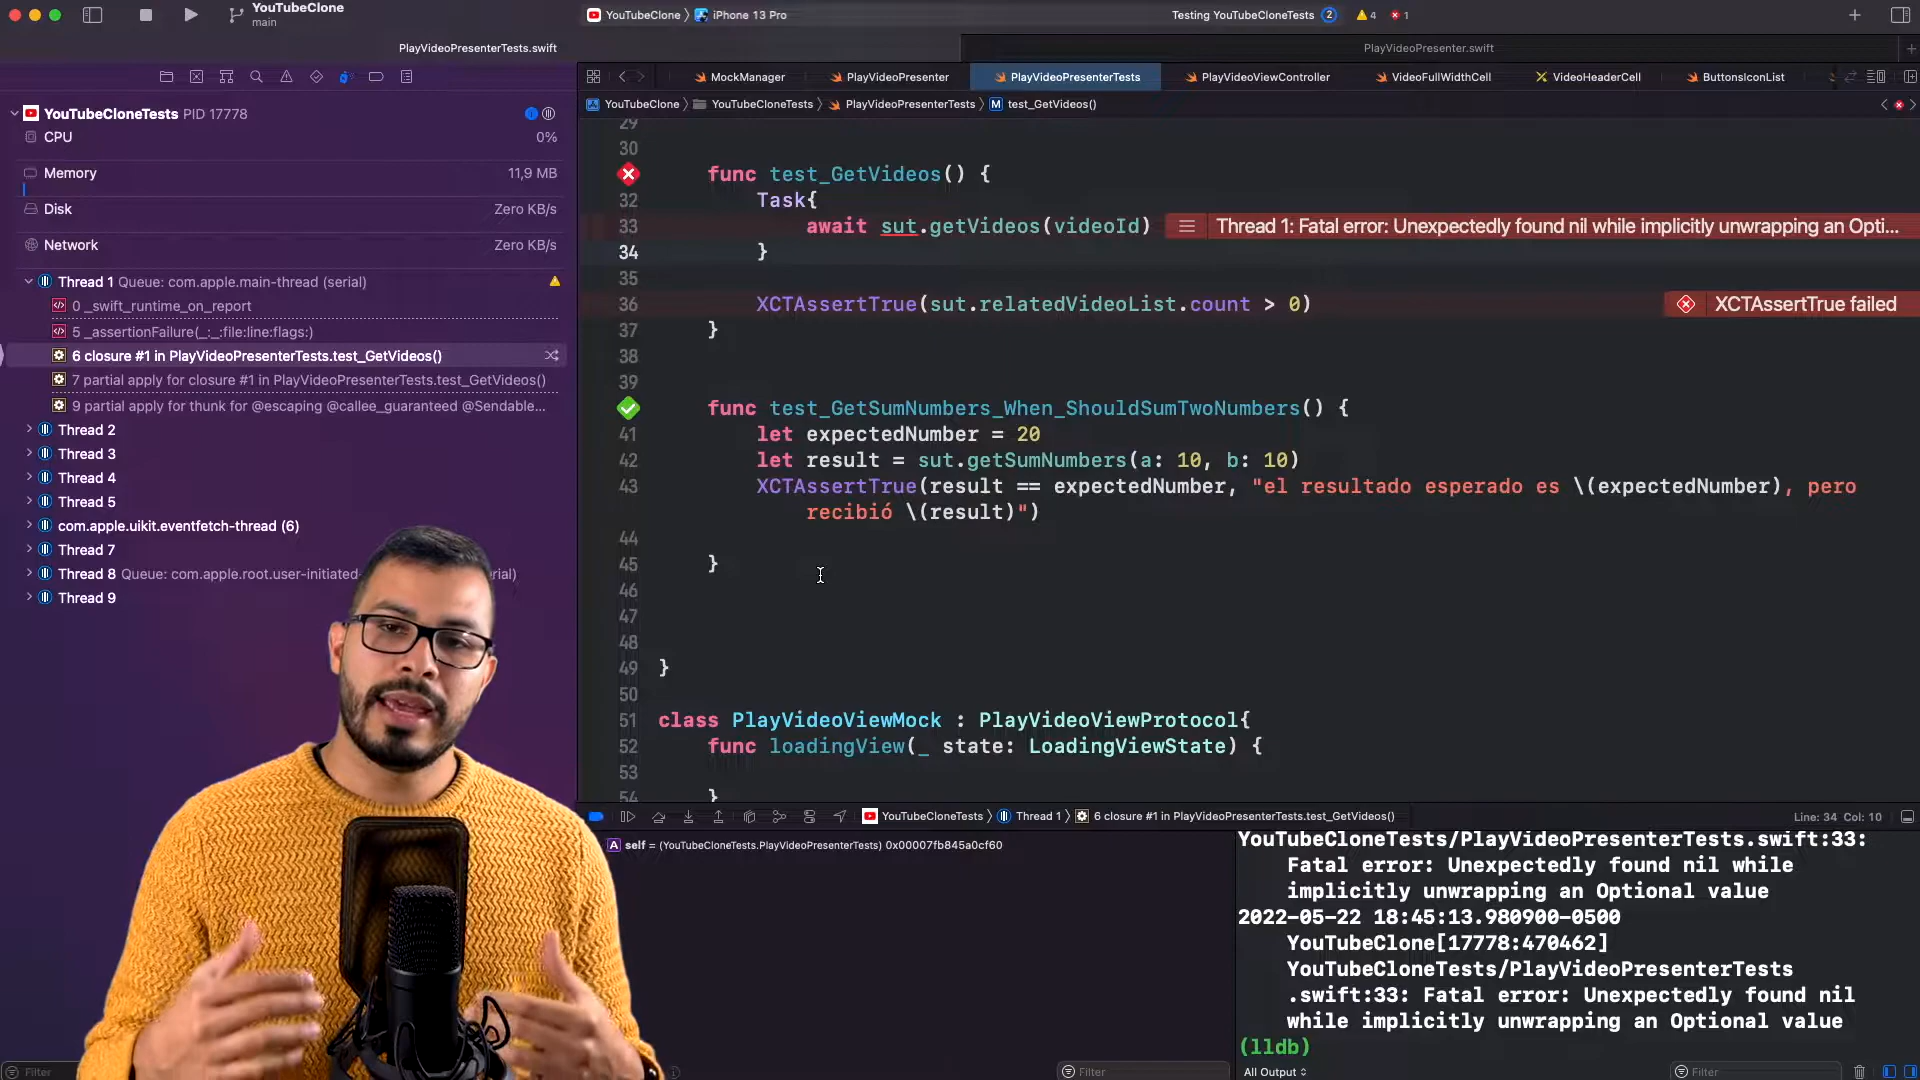 YouTubeClone
main
YouTubeClone
iPhone 13 Pro
Testing YouTubeCloneTests
2
4
1
PlayVideoPresenterTests.swift
PlayVideoPresenter.swift
MockManager
PlayVideoPresenter
PlayVideoPresenterTests
PlayVideoViewController
VideoFullWidthCell
VideoHeaderCell
ButtonsIconList
YouTubeClone
YouTubeCloneTests
PlayVideoPresenterTests
M
test_GetVideos()
YouTubeCloneTests PID 17778
CPU
0%
Memory
11,9 MB
Disk
Zero KB/s
Network
Zero KB/s
Thread 1 Queue: com.apple.main-thread (serial)
0 _swift_runtime_on_report
5 _assertionFailure(_:_:file:line:flags:)
6 closure #1 in PlayVideoPresenterTests.test_GetVideos()
7 partial apply for closure #1 in PlayVideoPresenterTests.test_GetVideos()
9 partial apply for thunk for @escaping @callee_guaranteed @Sendable...
Thread 2
Thread 3
Thread 4
Thread 5
com.apple.uikit.eventfetch-thread (6)
Thread 7
Thread 8 Queue: com.apple.root.user-initiated-
Thread 9
Filter
29
30
func test_GetVideos() {
32 Task{
33 await sut.getVideos(videoId)
Thread 1: Fatal error: Unexpectedly found nil while implicitly unwrapping an Opti...
34 }
35
36 XCTAssertTrue(sut.relatedVideoList.count > 0)
XCTAssertTrue failed
37 }
38
39
func test_GetSumNumbers_When_ShouldSumTwoNumbers() {
41 let expectedNumber = 20
42 let result = sut.getSumNumbers(a: 10, b: 10)
43 XCTAssertTrue(result == expectedNumber, "el resultado esperado es \(expectedNumber), pero
recibió \(result)")
44
45 }
46
47
48
49 }
50
51 class PlayVideoViewMock : PlayVideoViewProtocol{
52 func loadingView(_ state: LoadingViewState) {
53
54 }
YouTubeCloneTests
Thread 1
6 closure #1 in PlayVideoPresenterTests.test_GetVideos()
Line: 34 Col: 10
A self = (YouTubeCloneTests.PlayVideoPresenterTests) 0x00007fb845a0cf60
YouTubeCloneTests/PlayVideoPresenterTests.swift:33:
Fatal error: Unexpectedly found nil while
implicitly unwrapping an Optional value
2022-05-22 18:45:13.980900-0500
YouTubeClone[17778:470462]
YouTubeCloneTests/PlayVideoPresenterTests
.swift:33: Fatal error: Unexpectedly found nil
while implicitly unwrapping an Optional value
(lldb)
Filter
All Output
Filter